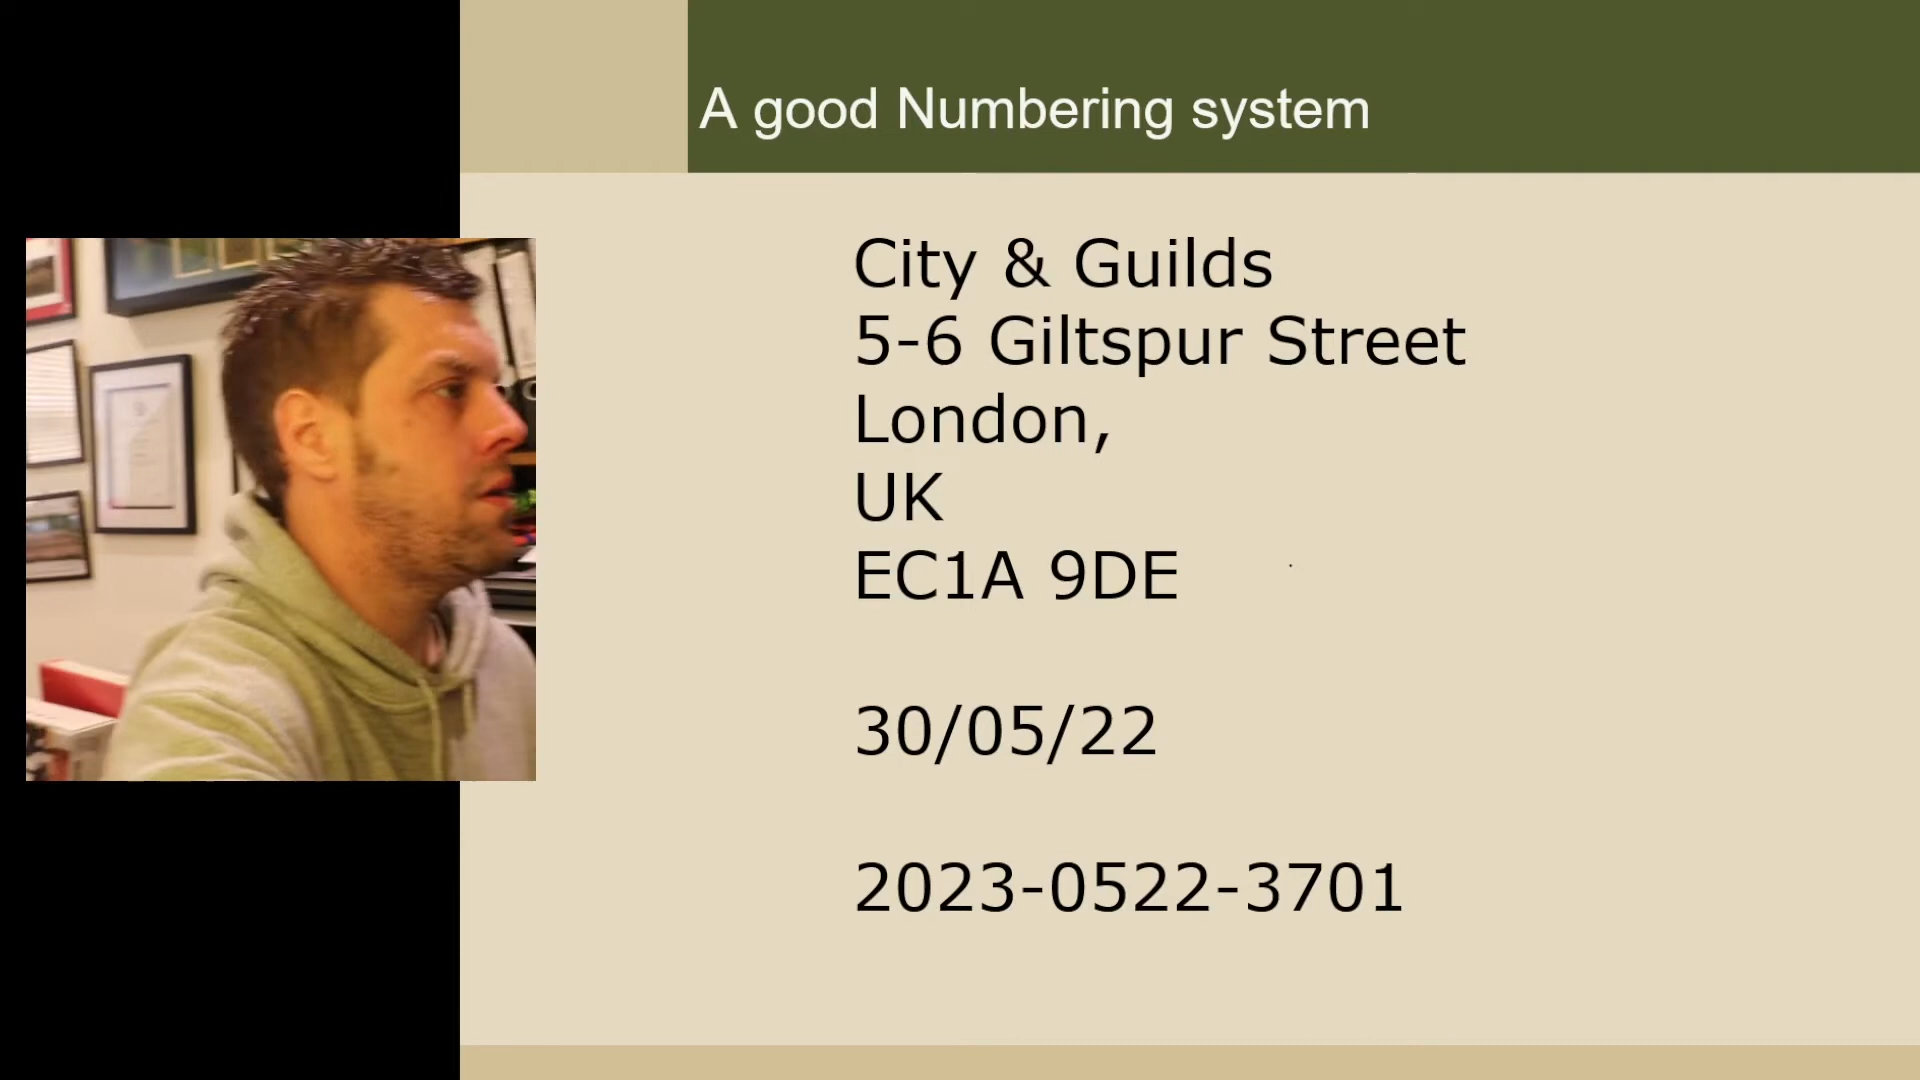 A good Numbering system
City & Guilds
5-6 Giltspur Street
London,
UK
EC1A 9DE
30/05/22
2023-0522-3701